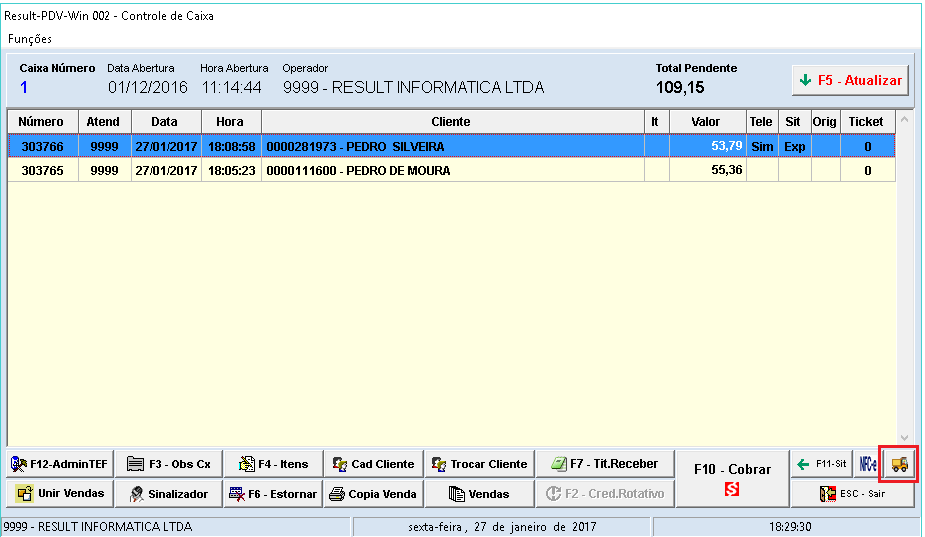 Result-PDV-Win 002 - Controle de Caixa
Funções
Caixa Número Data Abertura Hora Abertura Operador Total Pendente
1 01/12/2016 11:14:44 9999 - RESULT INFORMATICA LTDA 109,15
F5 - Atualizar
Número Atend Data Hora Cliente It Valor Tele Sit Orig Ticket
303766 9999 27/01/2017 18:08:58 0000281973 - PEDRO SILVEIRA 53,79 Sim Exp 0
303765 9999 27/01/2017 18:05:23 0000111600 - PEDRO DE MOURA 55,36 0
F12-AdminTEF F3 - Obs Cx F4 - Itens Cad Cliente Trocar Cliente F7 - Tit.Receber F10 - Cobrar F11-Sit NFC-e
Unir Vendas Sinalizador F6 - Estornar Copia Venda Vendas F2 - Cred.Rotativo S ESC - Sair
9999 - RESULT INFORMATICA LTDA sexta-feira , 27 de janeiro de 2017 18:29:30